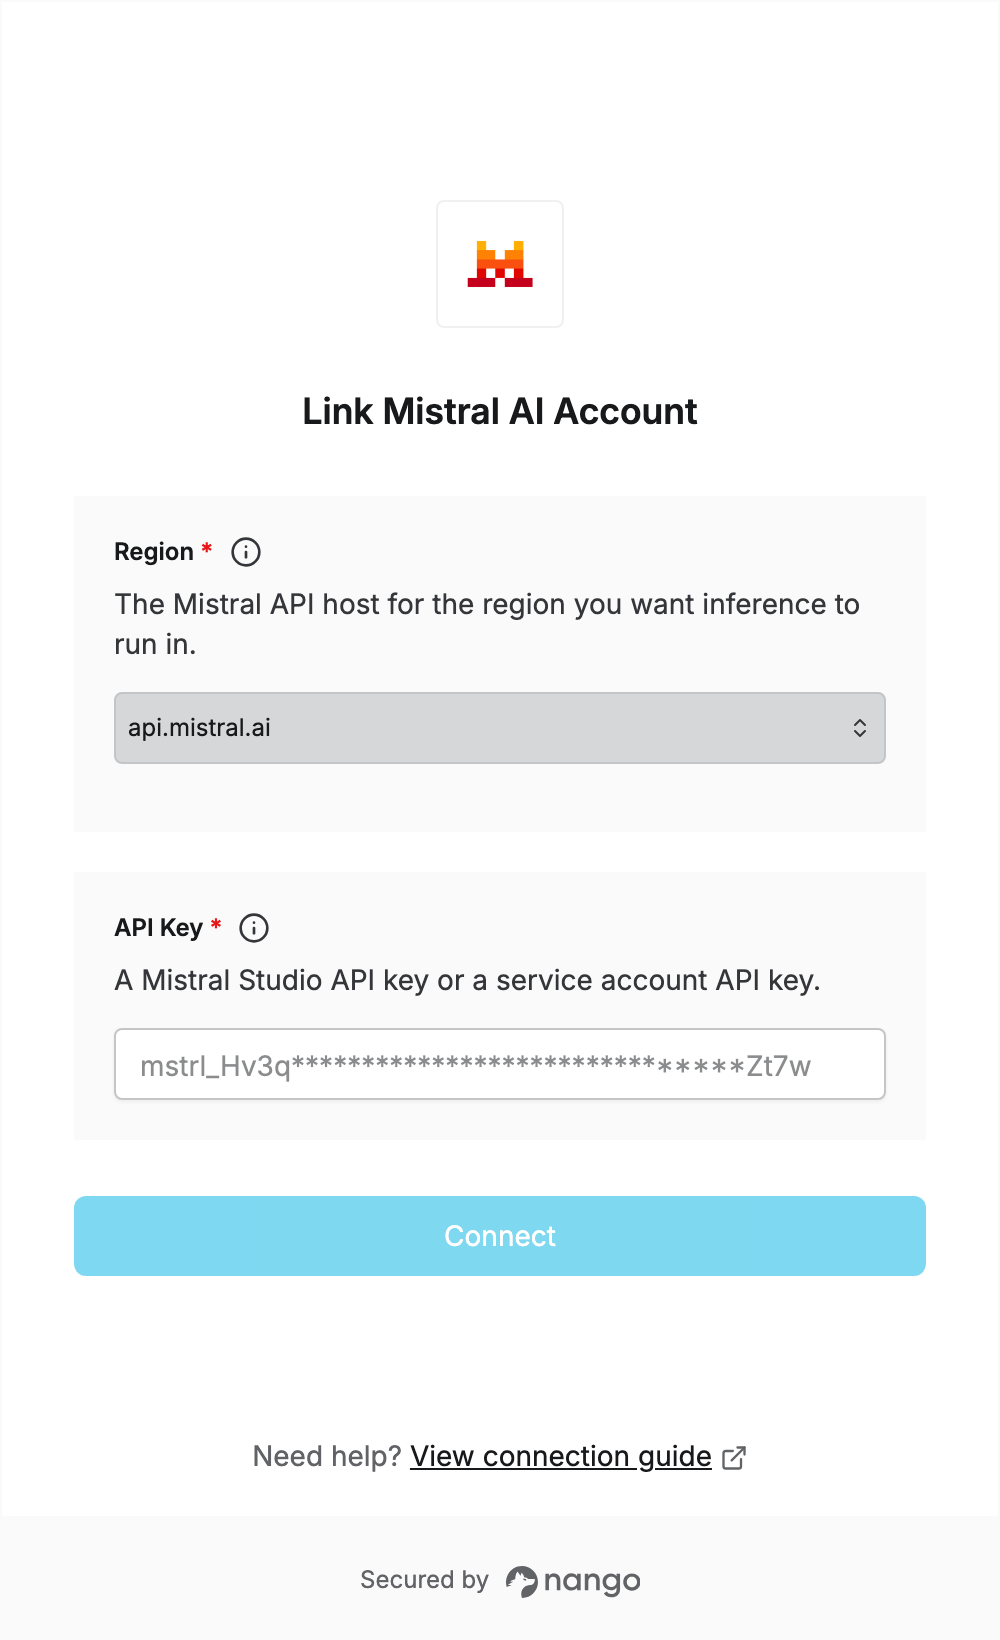 Link Mistral AI Account
Region *
The Mistral API host for the region you want inference to
run in.
api.mistral.ai
API Key *
A Mistral Studio API key or a service account API key.
mstrl_Hv3q********************************Zt7w
Connect
Need help? View connection guide
Secured by nango